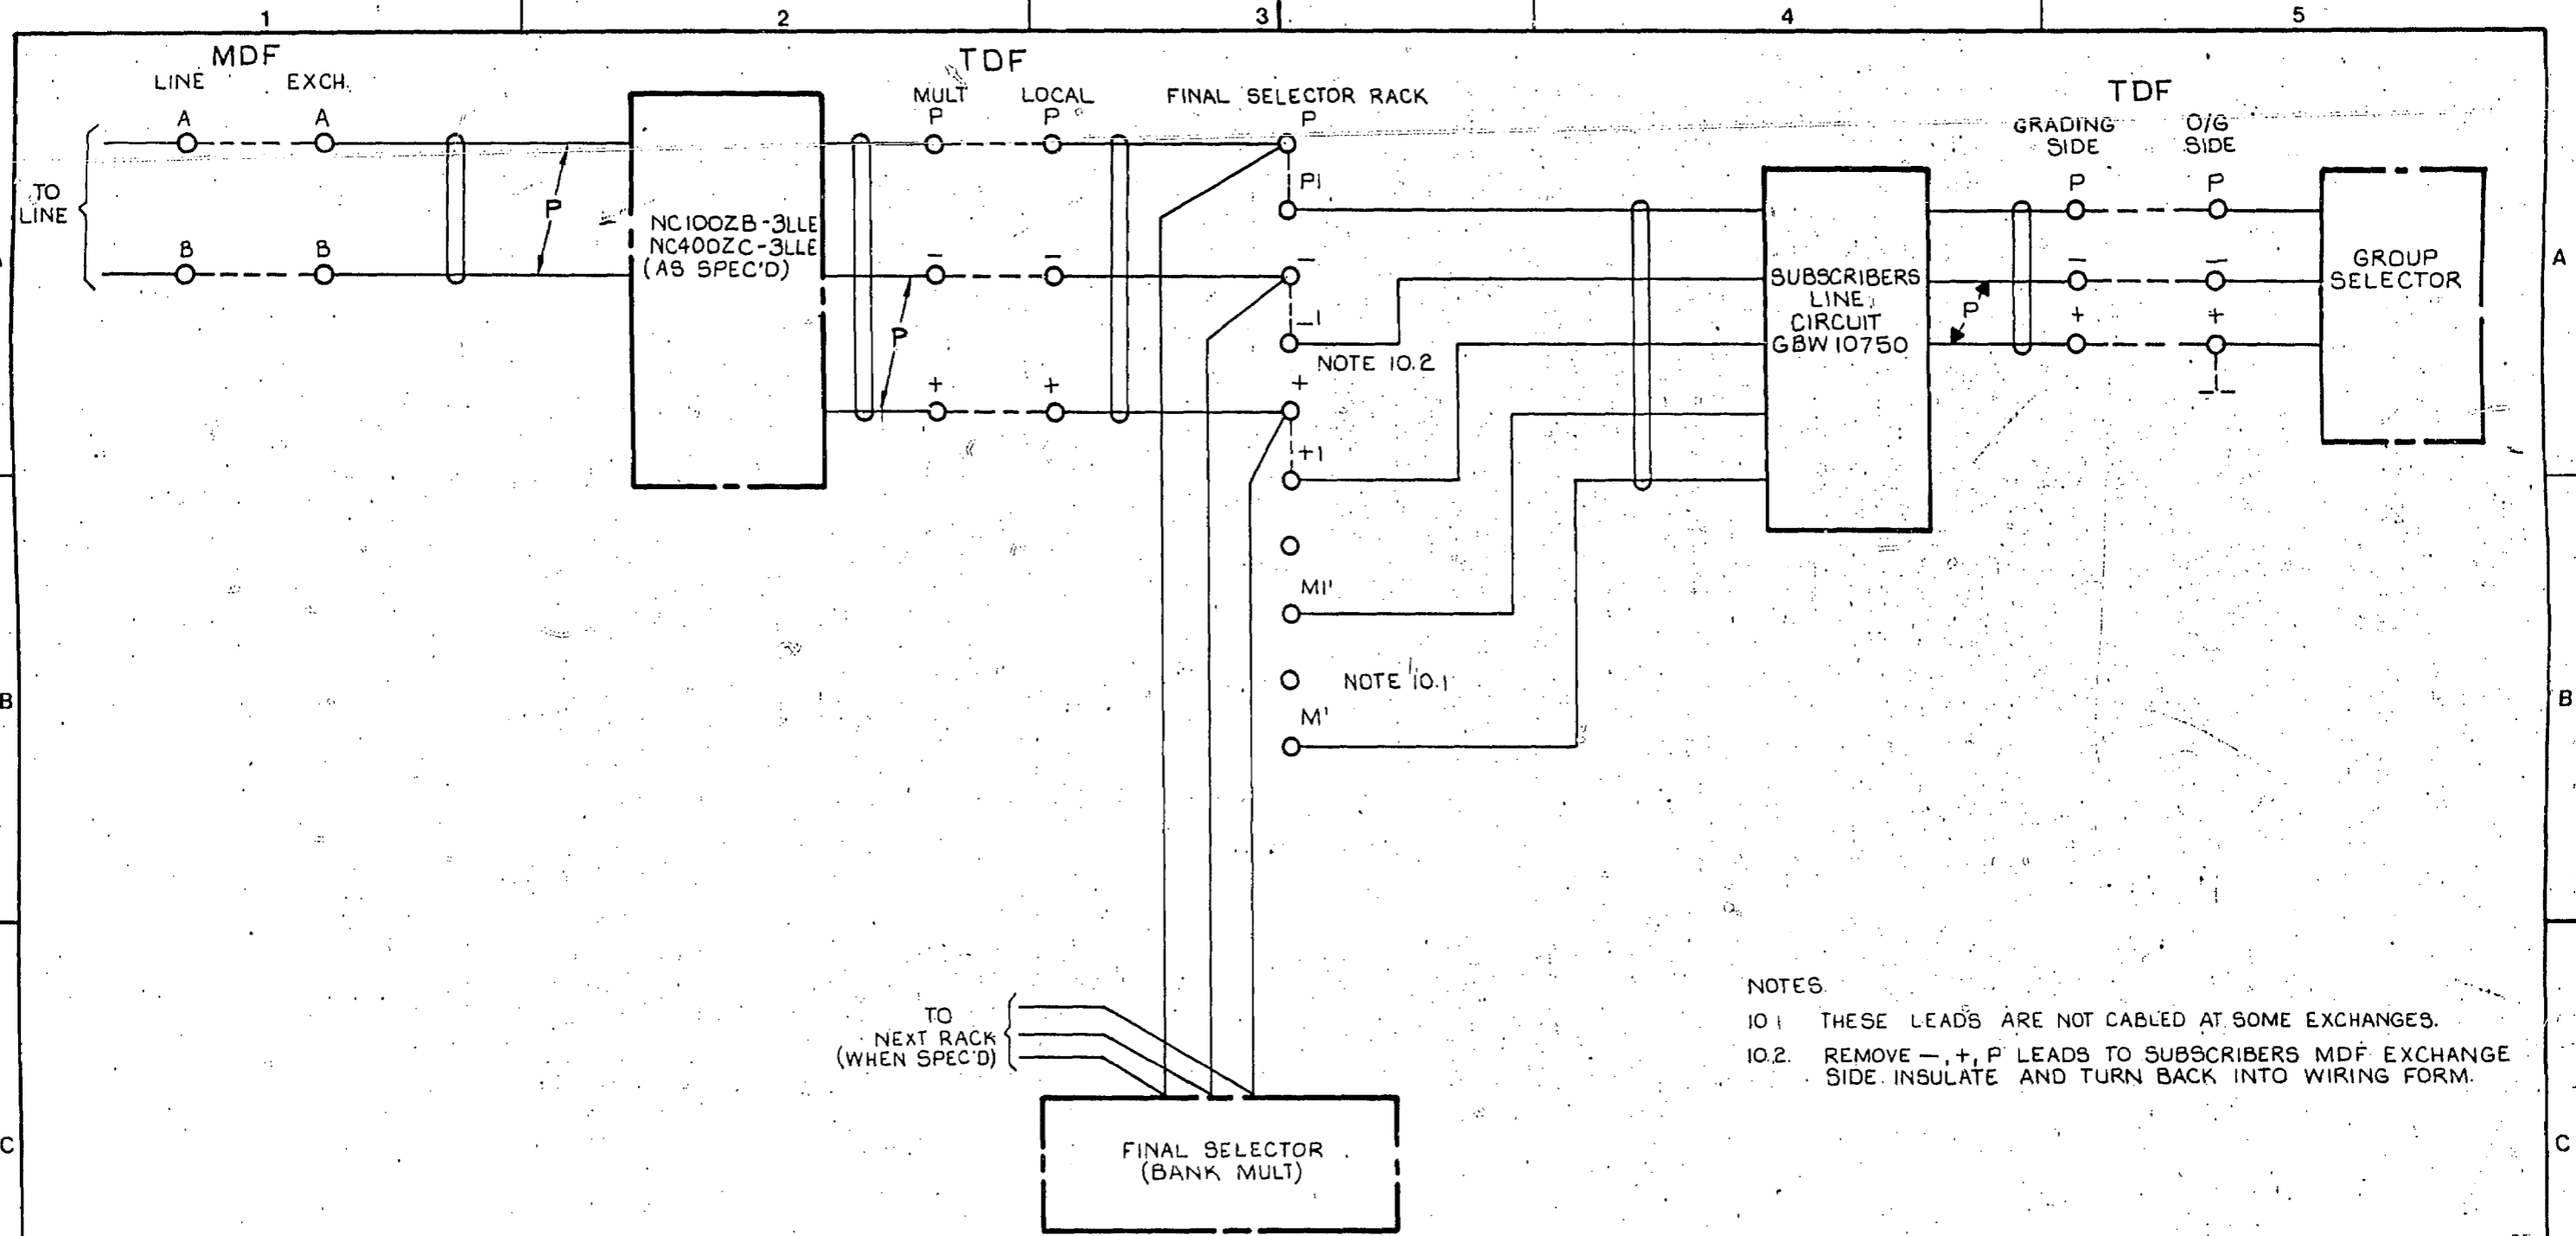 1 2 3 4 5
MDF
LINE EXCH.
A A
TO
LINE
B B
P
NC100ZB-3LLE
NC400ZC-3LLE
(AS SPEC'D)
TDF
MULT LOCAL
P P
– –
P
+ +
FINAL SELECTOR RACK
P
P1
–
–1
NOTE 10.2
+
+1
M1'
NOTE 10.1
M'
SUBSCRIBERS
LINE
CIRCUIT
GBW 10750
TDF
GRADING
SIDE
O/G
SIDE
P P
– –
P
+ +
GROUP
SELECTOR
A A
B B
C C
TO
NEXT RACK
(WHEN SPEC'D)
FINAL SELECTOR
(BANK MULT)
NOTES
10 1 THESE LEADS ARE NOT CABLED AT SOME EXCHANGES.
10.2. REMOVE –, +, P LEADS TO SUBSCRIBERS MDF EXCHANGE
SIDE. INSULATE AND TURN BACK INTO WIRING FORM.